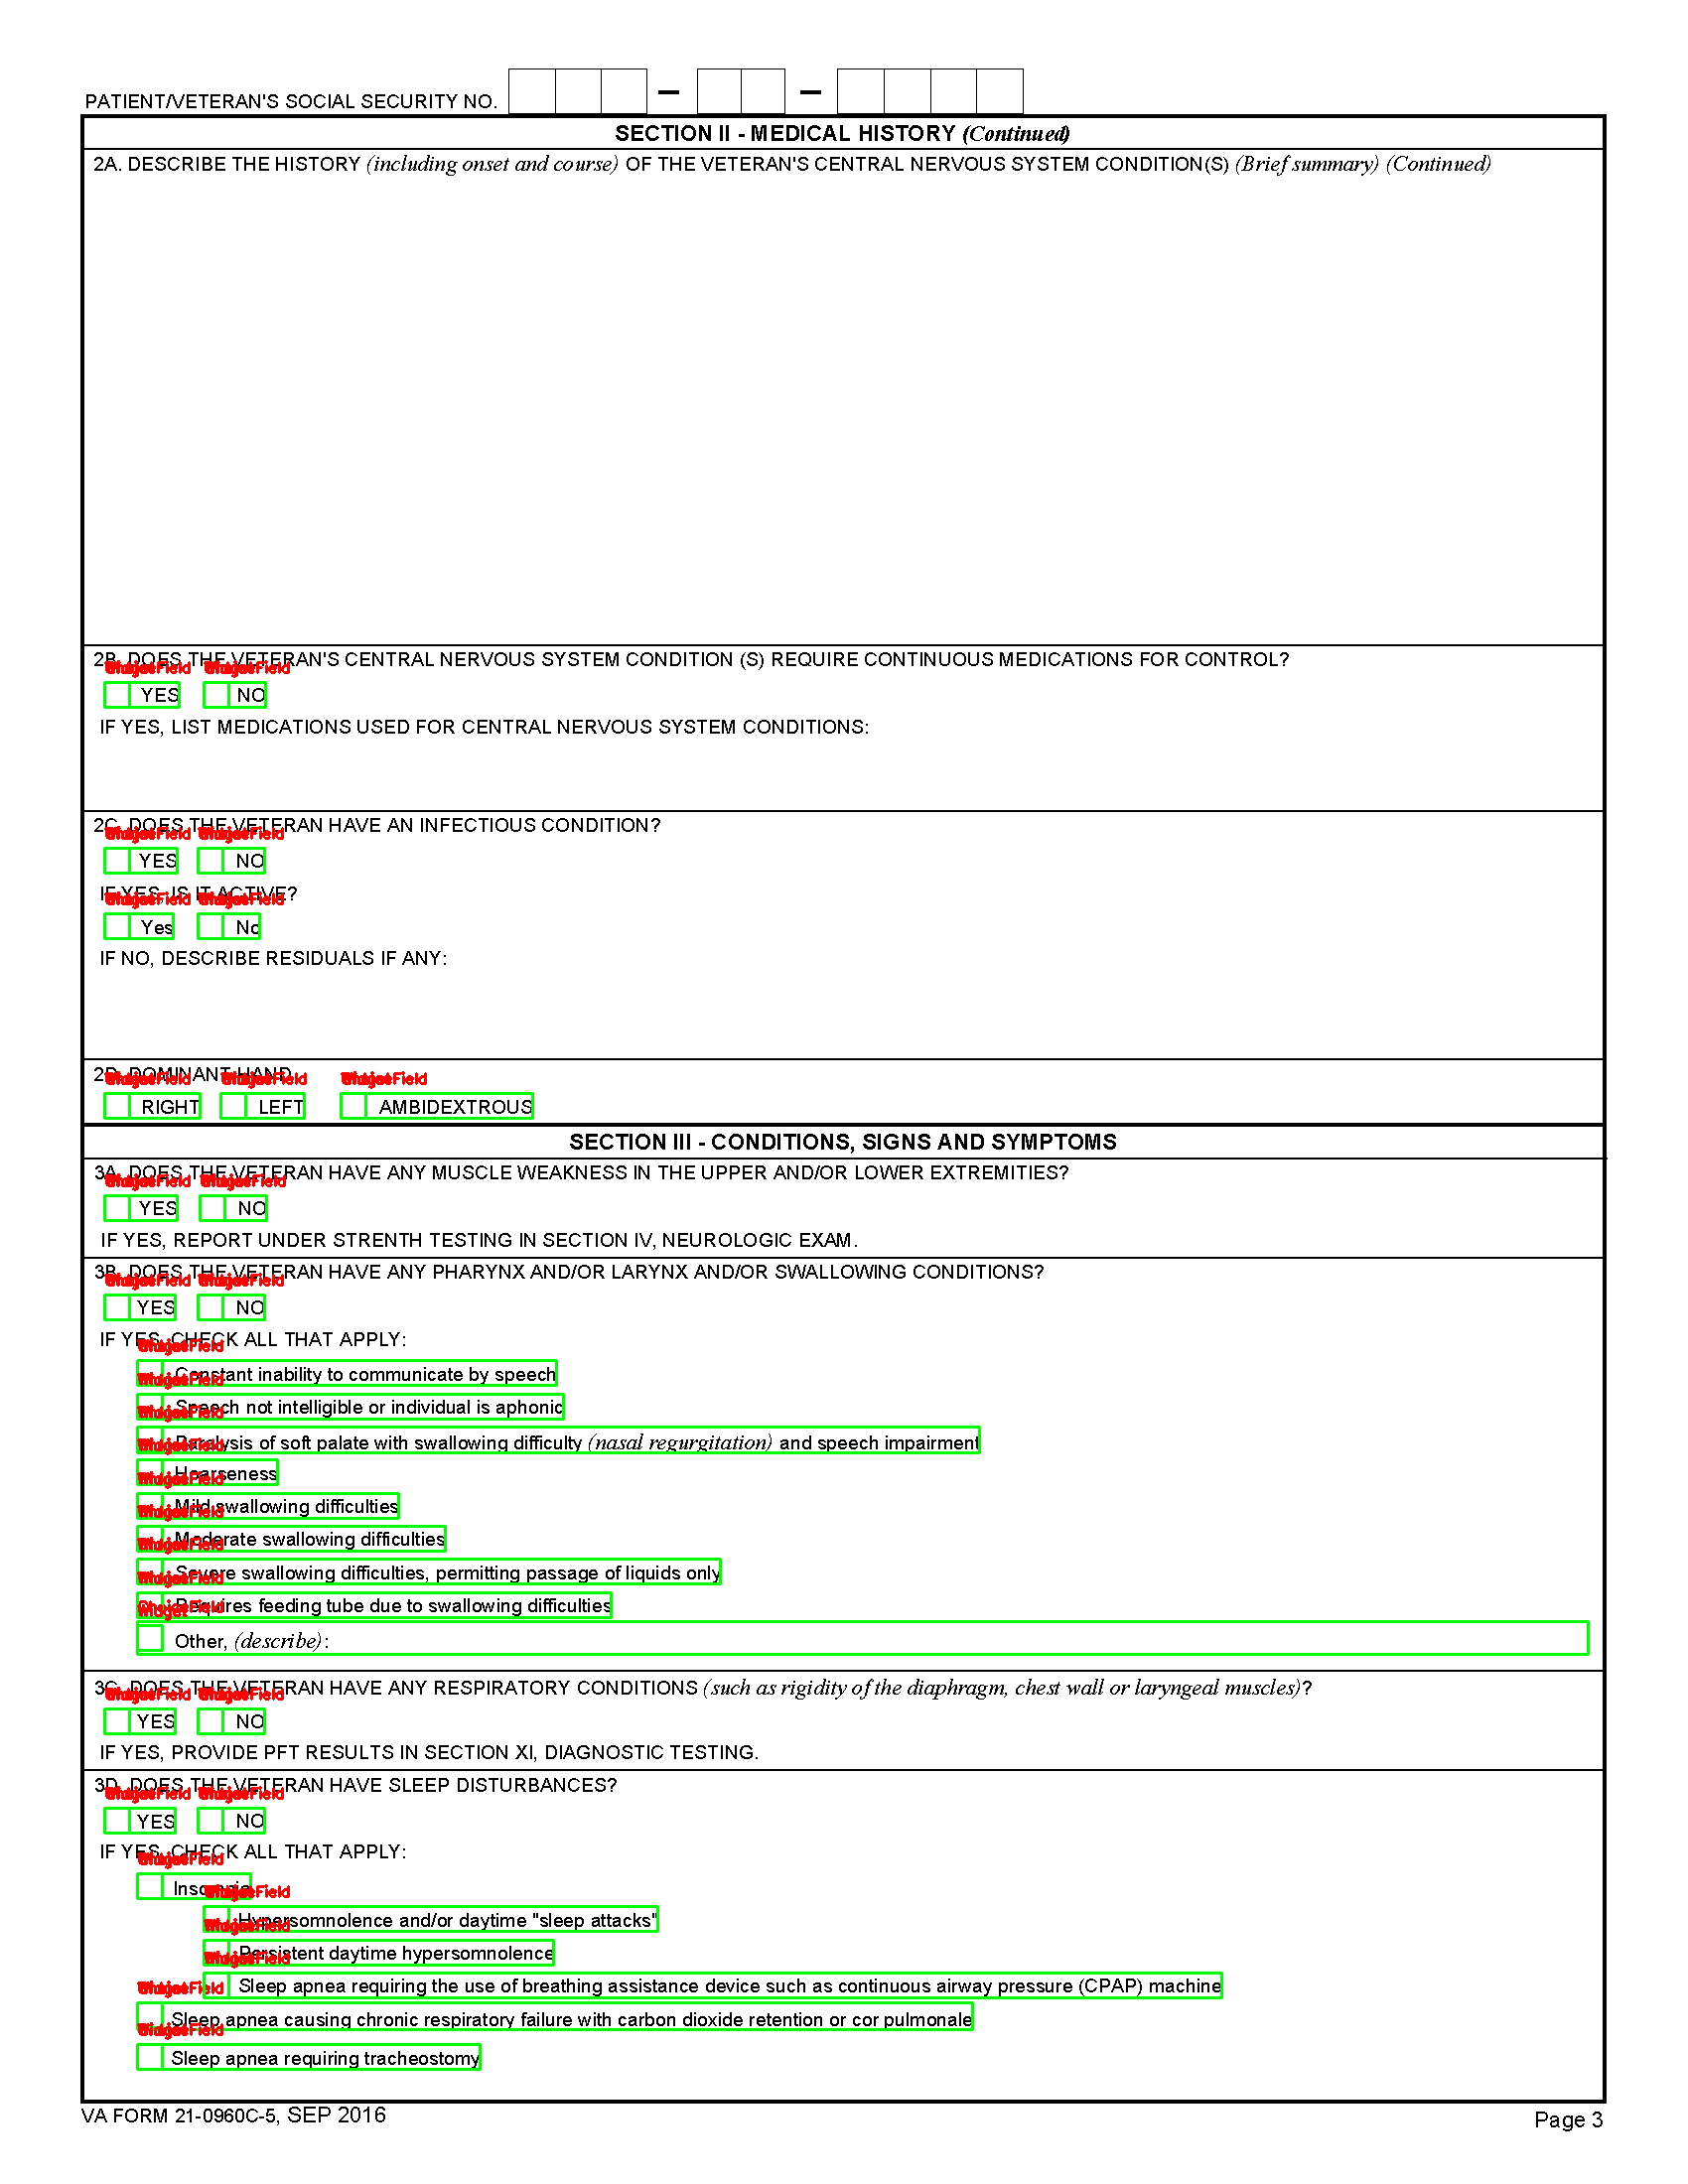 PATIENT/VETERAN'S SOCIAL SECURITY NO.
SECTION II - MEDICAL HISTORY (Continued)
2A. DESCRIBE THE HISTORY (including onset and course) OF THE VETERAN'S CENTRAL NERVOUS SYSTEM CONDITION(S) (Brief summary) (Continued)
2B. DOES THE VETERAN'S CENTRAL NERVOUS SYSTEM CONDITION (S) REQUIRE CONTINUOUS MEDICATIONS FOR CONTROL?
YES NO
IF YES, LIST MEDICATIONS USED FOR CENTRAL NERVOUS SYSTEM CONDITIONS:
2C. DOES THE VETERAN HAVE AN INFECTIOUS CONDITION?
YES NO
IF YES, IS IT ACTIVE?
Yes No
IF NO, DESCRIBE RESIDUALS IF ANY:
2D. DOMINANT HAND
RIGHT LEFT AMBIDEXTROUS
SECTION III - CONDITIONS, SIGNS AND SYMPTOMS
3A. DOES THE VETERAN HAVE ANY MUSCLE WEAKNESS IN THE UPPER AND/OR LOWER EXTREMITIES?
YES NO
IF YES, REPORT UNDER STRENTH TESTING IN SECTION IV, NEUROLOGIC EXAM.
3B. DOES THE VETERAN HAVE ANY PHARYNX AND/OR LARYNX AND/OR SWALLOWING CONDITIONS?
YES NO
IF YES, CHECK ALL THAT APPLY:
Constant inability to communicate by speech
Speech not intelligible or individual is aphonic
Paralysis of soft palate with swallowing difficulty (nasal regurgitation) and speech impairment
Hoarseness
Mild swallowing difficulties
Moderate swallowing difficulties
Severe swallowing difficulties, permitting passage of liquids only
Requires feeding tube due to swallowing difficulties
ChoiceField
Widget
Other, (describe):
3C. DOES THE VETERAN HAVE ANY RESPIRATORY CONDITIONS (such as rigidity of the diaphragm, chest wall or laryngeal muscles)?
YES NO
IF YES, PROVIDE PFT RESULTS IN SECTION XI, DIAGNOSTIC TESTING.
3D. DOES THE VETERAN HAVE SLEEP DISTURBANCES?
YES NO
IF YES, CHECK ALL THAT APPLY:
Insomnia
Hypersomnolence and/or daytime "sleep attacks"
Persistent daytime hypersomnolence
Sleep apnea requiring the use of breathing assistance device such as continuous airway pressure (CPAP) machine
Sleep apnea causing chronic respiratory failure with carbon dioxide retention or cor pulmonale
Sleep apnea requiring tracheostomy
VA FORM 21-0960C-5, SEP 2016
Page 3